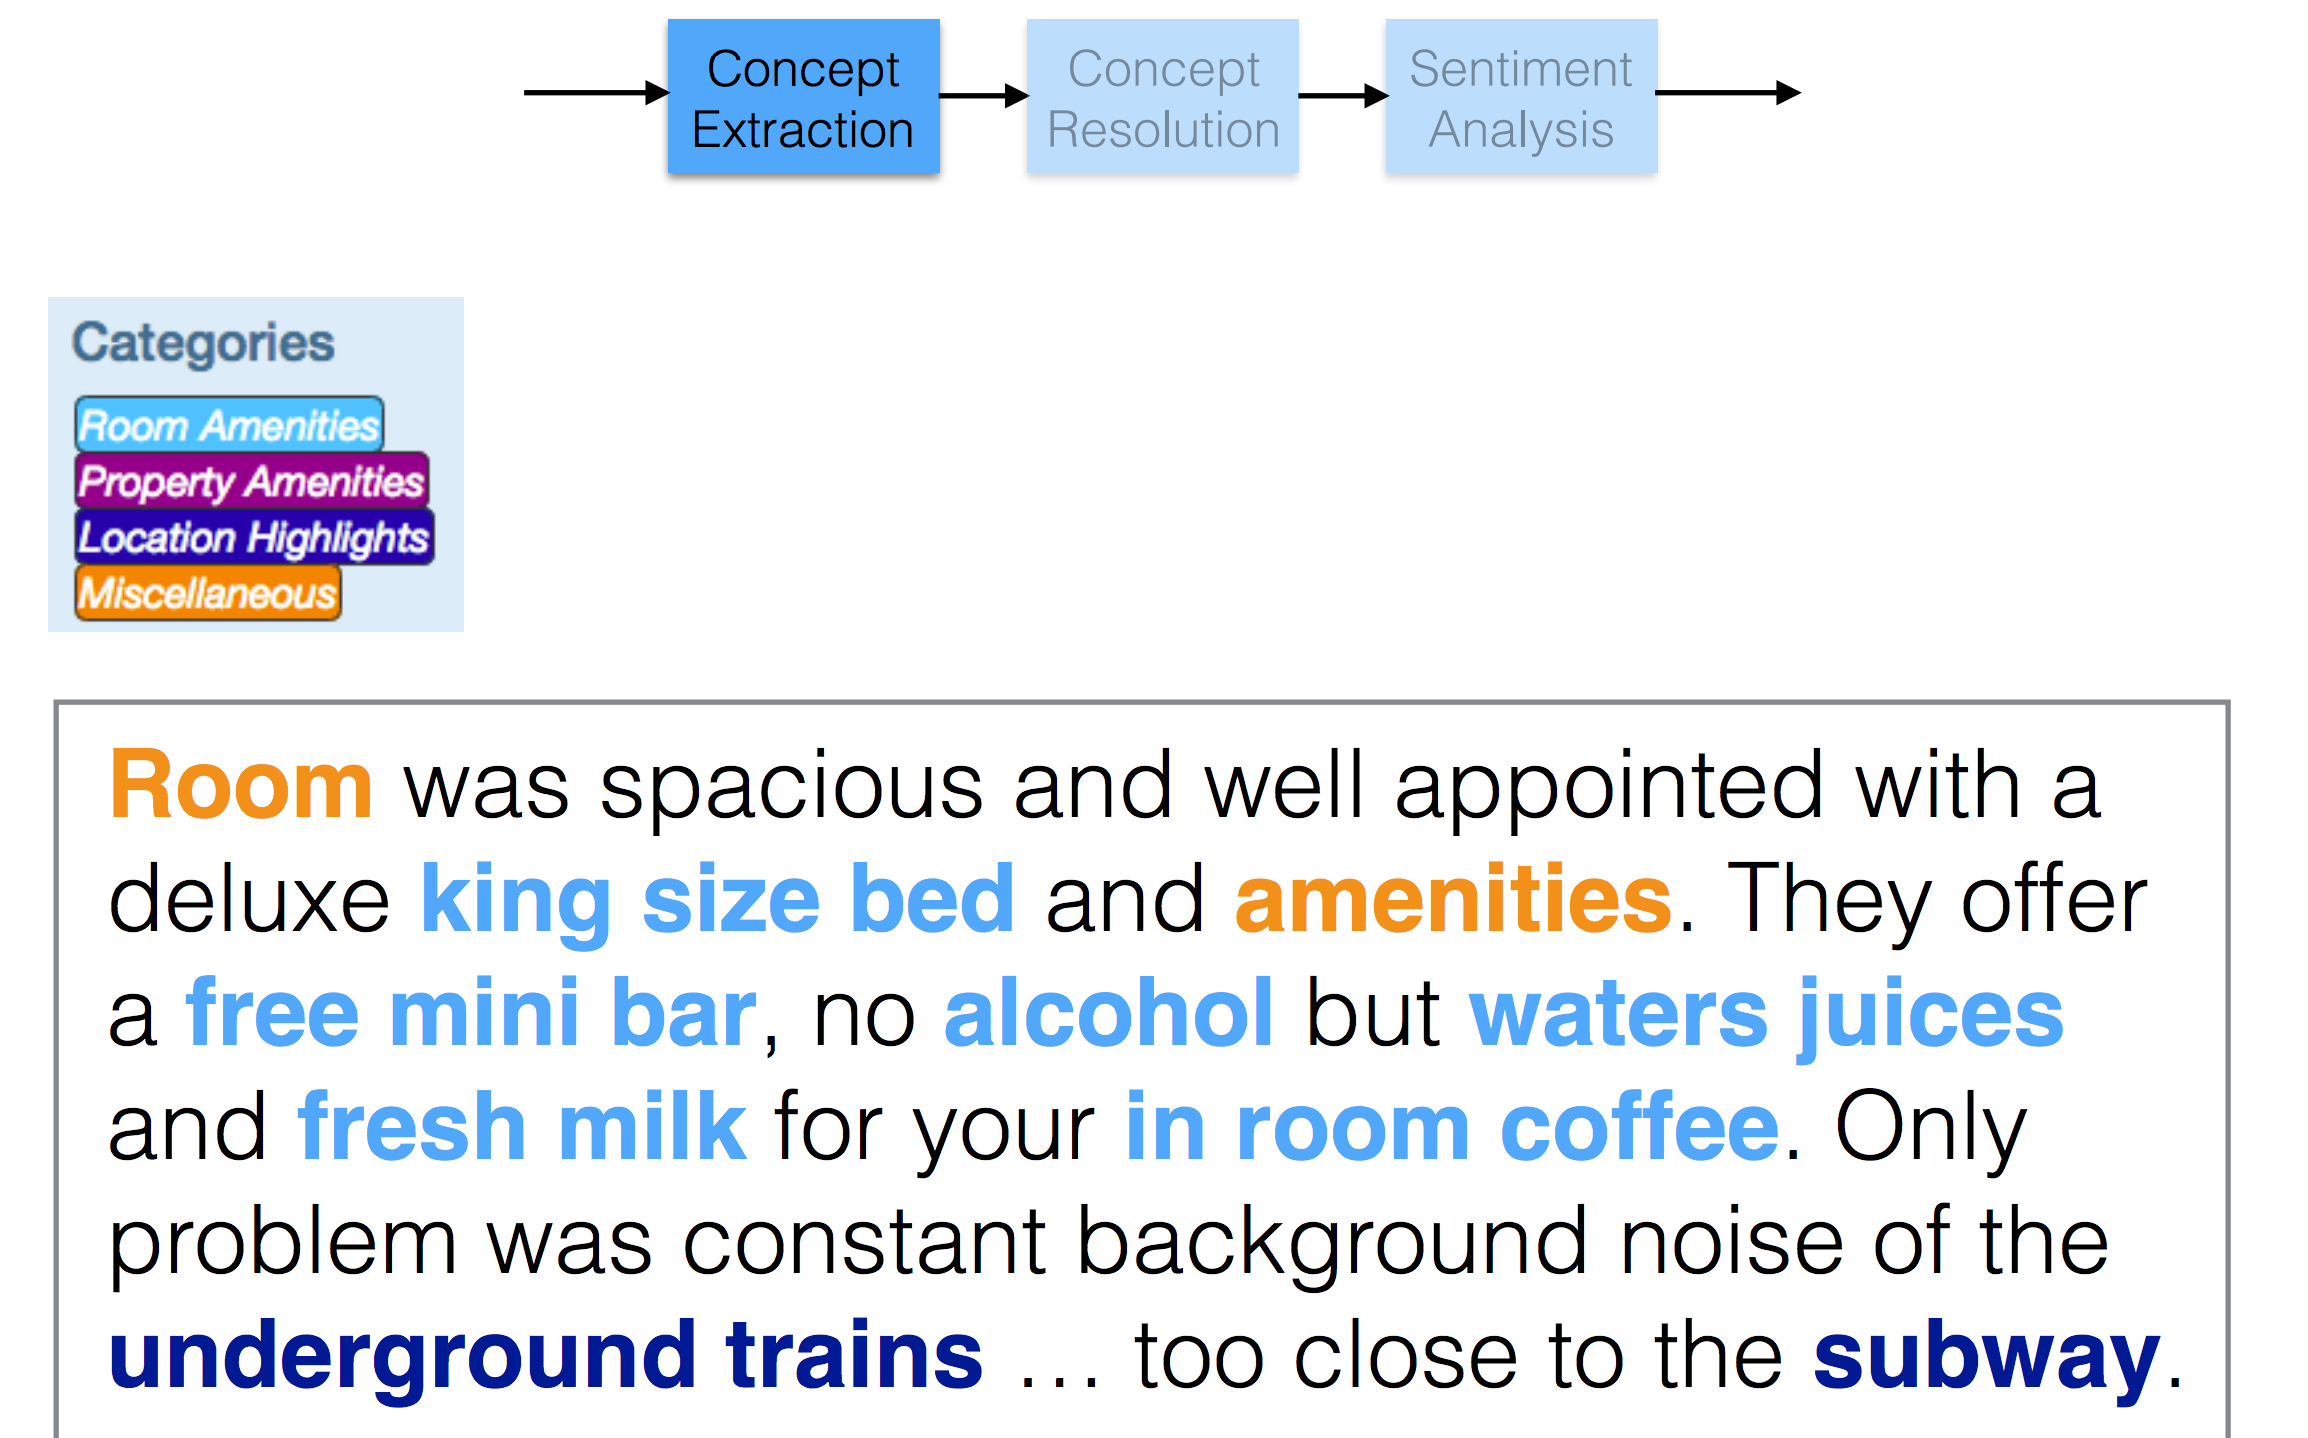 Concept
Extraction
Concept
Resolution
Sentiment
Analysis
Categories
Room Amenities
Property Amenities
Location Highlights
Miscellaneous
Room was spacious and well appointed with a
deluxe king size bed and amenities. They offer
a free mini bar, no alcohol but waters juices
and fresh milk for your in room coffee. Only
problem was constant background noise of the
underground trains … too close to the subway.